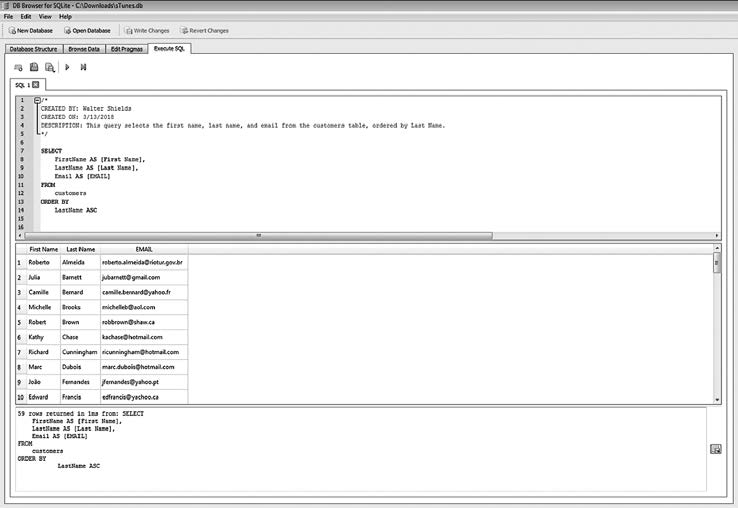 DB Browser for SQLite - C:\Downloads\sTunes.db
File Edit View Help
New Database Open Database Write Changes Revert Changes
Database Structure Browse Data Edit Pragmas Execute SQL
SQL 1
1 /*
2 CREATED BY: Walter Shields
3 CREATED ON: 3/13/2018
4 DESCRIPTION: This query selects the first name, last name, and email from the customers table, ordered by Last Name.
5 */
6
7 SELECT
8 FirstName AS [First Name],
9 LastName AS [Last Name],
10 Email AS [EMAIL]
11 FROM
12 customers
13 ORDER BY
14 LastName ASC
15
16
First Name Last Name EMAIL
1 Roberto Almeida roberto.almeida@riotur.gov.br
2 Julia Barnett jubarnett@gmail.com
3 Camille Bernard camille.bernard@yahoo.fr
4 Michelle Brooks michelleb@aol.com
5 Robert Brown robbrown@shaw.ca
6 Kathy Chase kachase@hotmail.com
7 Richard Cunningham ricunningham@hotmail.com
8 Marc Dubois marc.dubois@hotmail.com
9 João Fernandes jfernandes@yahoo.pt
10 Edward Francis edfrancis@yachoo.ca
59 rows returned in 1ms from: SELECT
FirstName AS [First Name],
LastName AS [Last Name],
Email AS [EMAIL]
FROM
customers
ORDER BY
LastName ASC